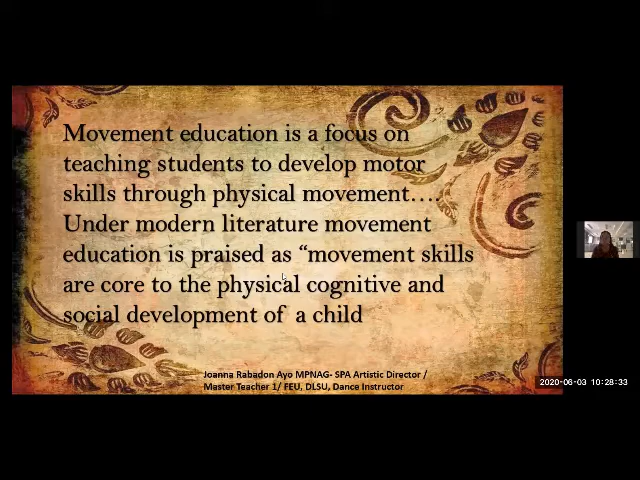 Movement education is a focus on
teaching students to develop motor
skills through physical movement….
Under modern literature movement
education is praised as “movement skills
are core to the physical cognitive and
social development of a child
Joanna Rabadon Ayo MPNAG- SPA Artistic Director /
Master Teacher 1/ FEU, DLSU, Dance Instructor
2020-06-03 10:28:33